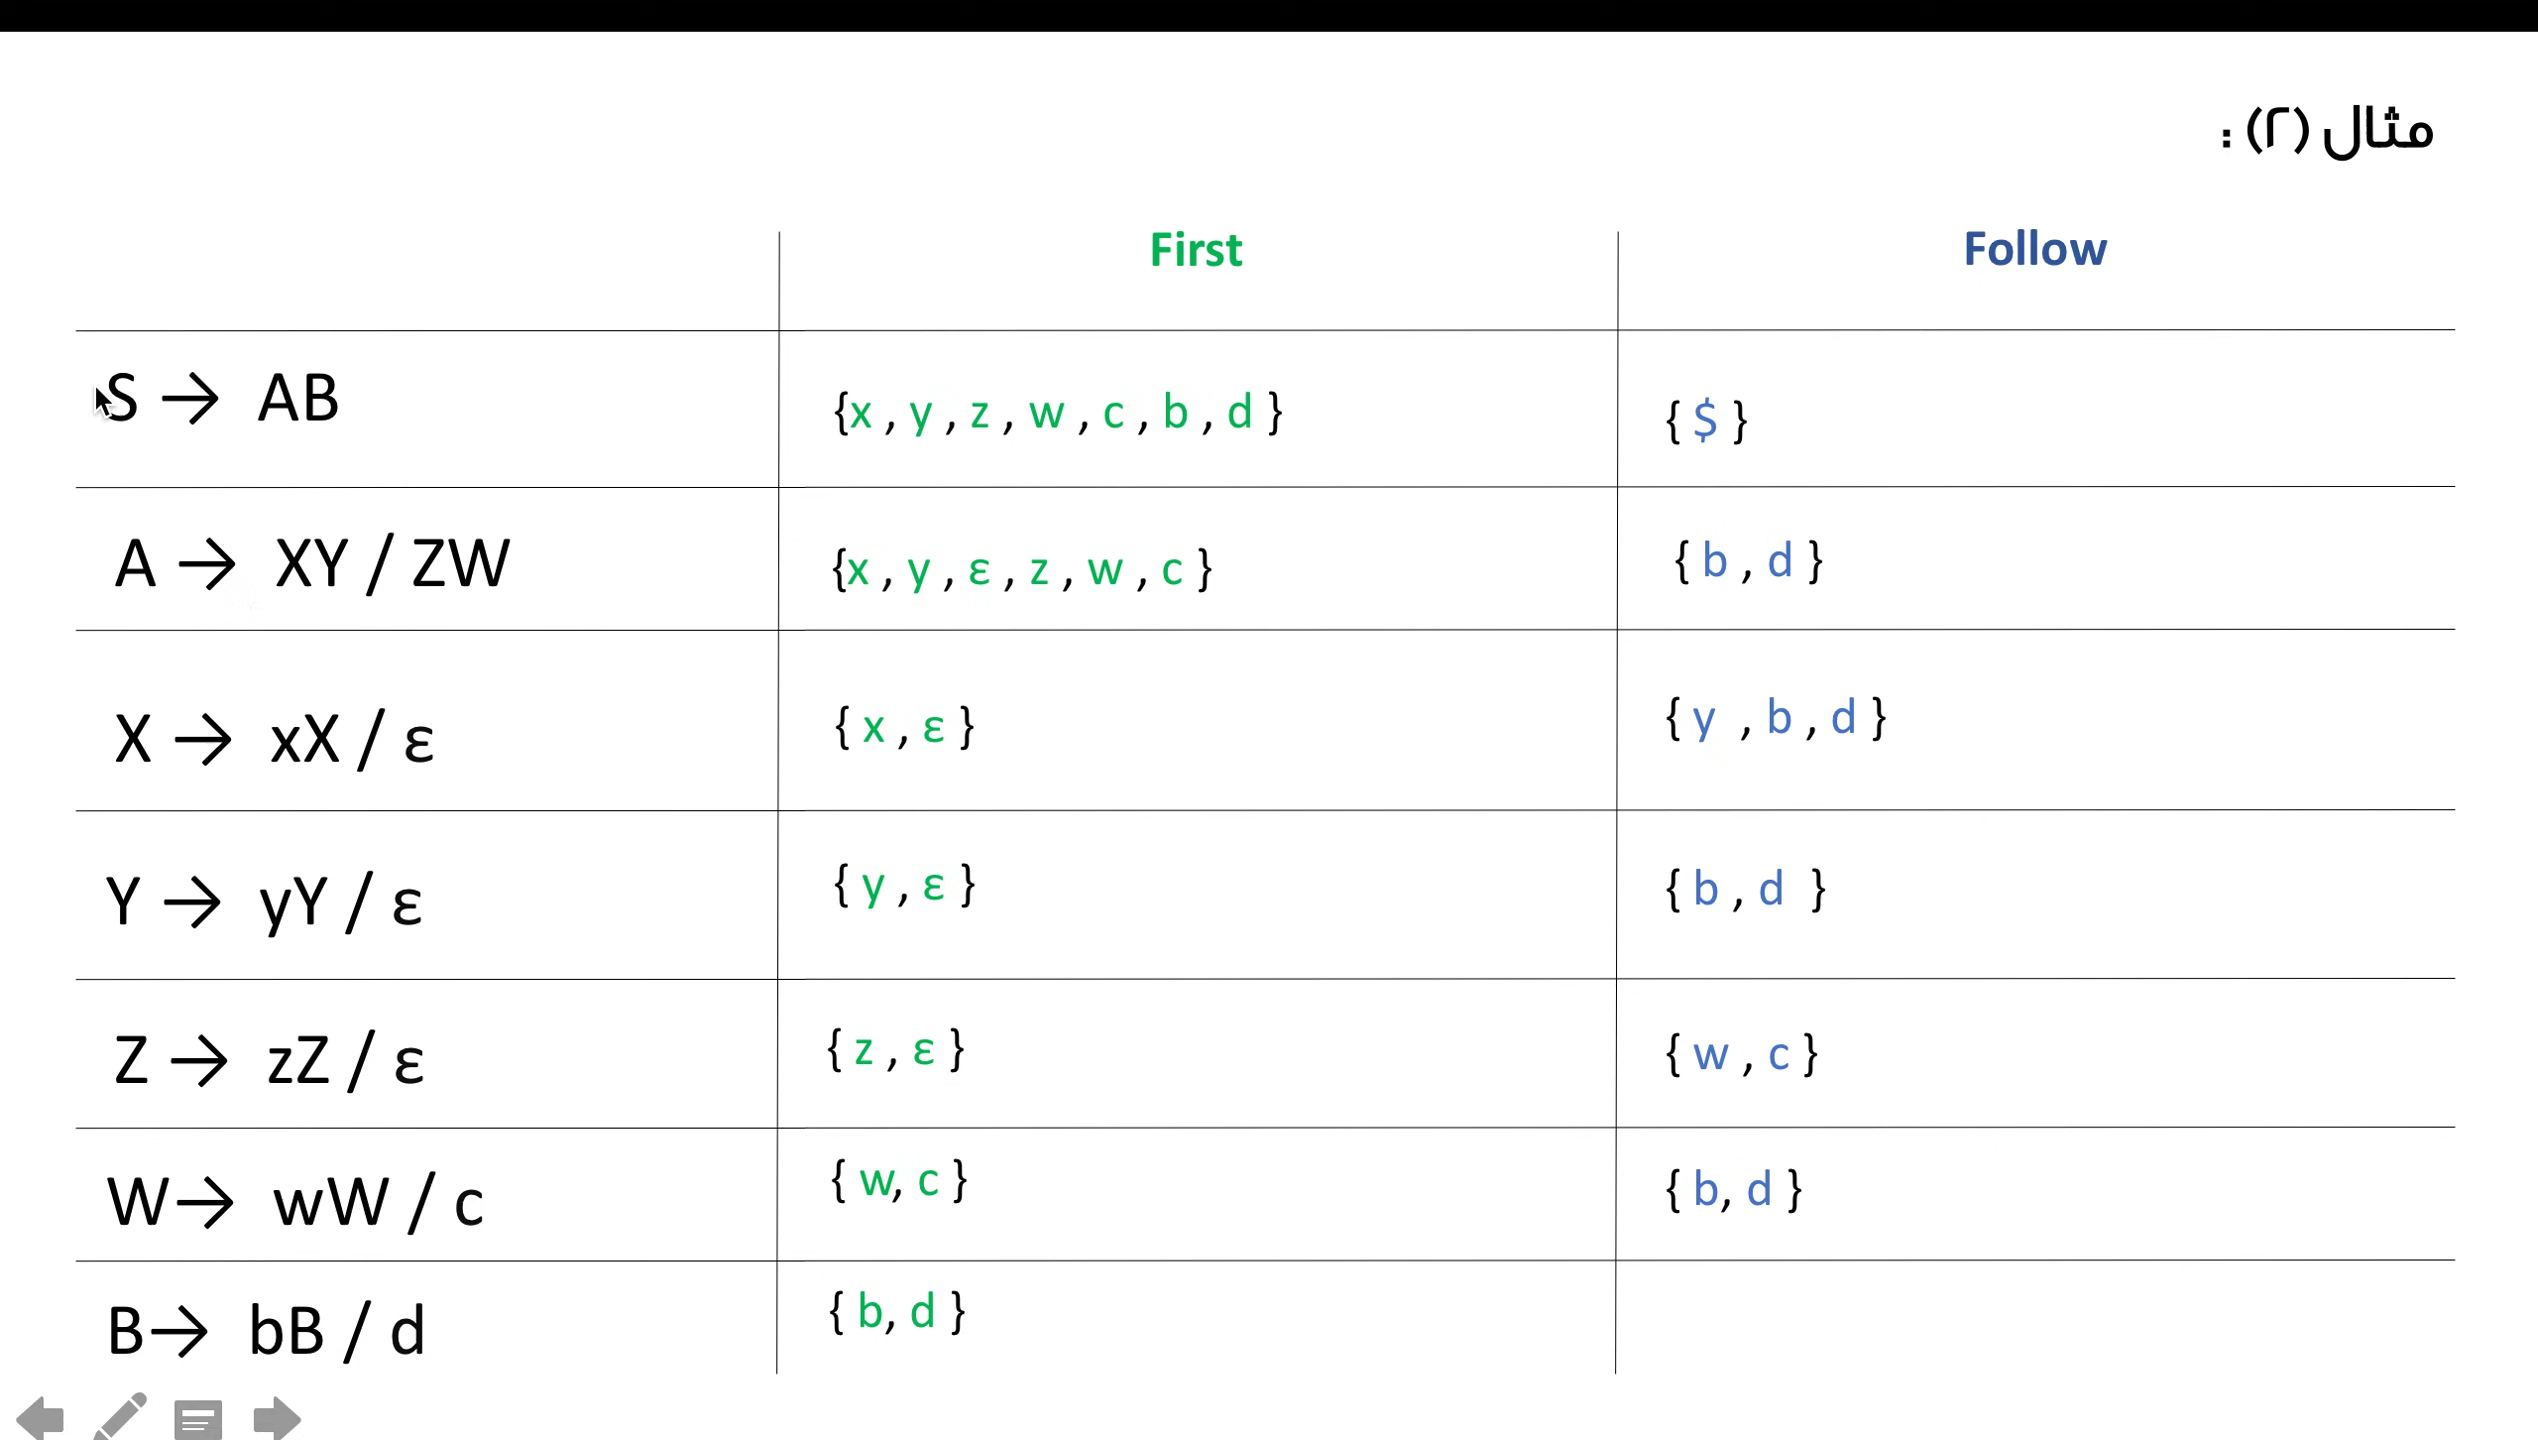 مثال (٢) :
First Follow
S → AB {x , y , z , w , c , b , d } { $ }
A → XY / ZW {x , y , ε , z , w , c } { b , d }
X → xX / ε { x , ε } { y , b , d }
Y → yY / ε { y , ε } { b , d }
Z → zZ / ε { z , ε } { w , c }
W→ wW / c { w, c } { b, d }
B→ bB / d { b, d }